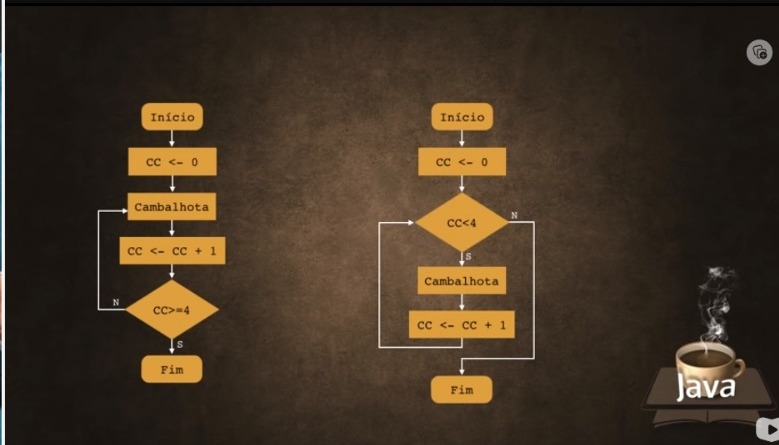 Início
CC <- 0
Cambalhota
CC <- CC + 1
CC>=4
N
S
Fim
Início
CC <- 0
CC<4
N
S
Cambalhota
CC <- CC + 1
Fim
Java